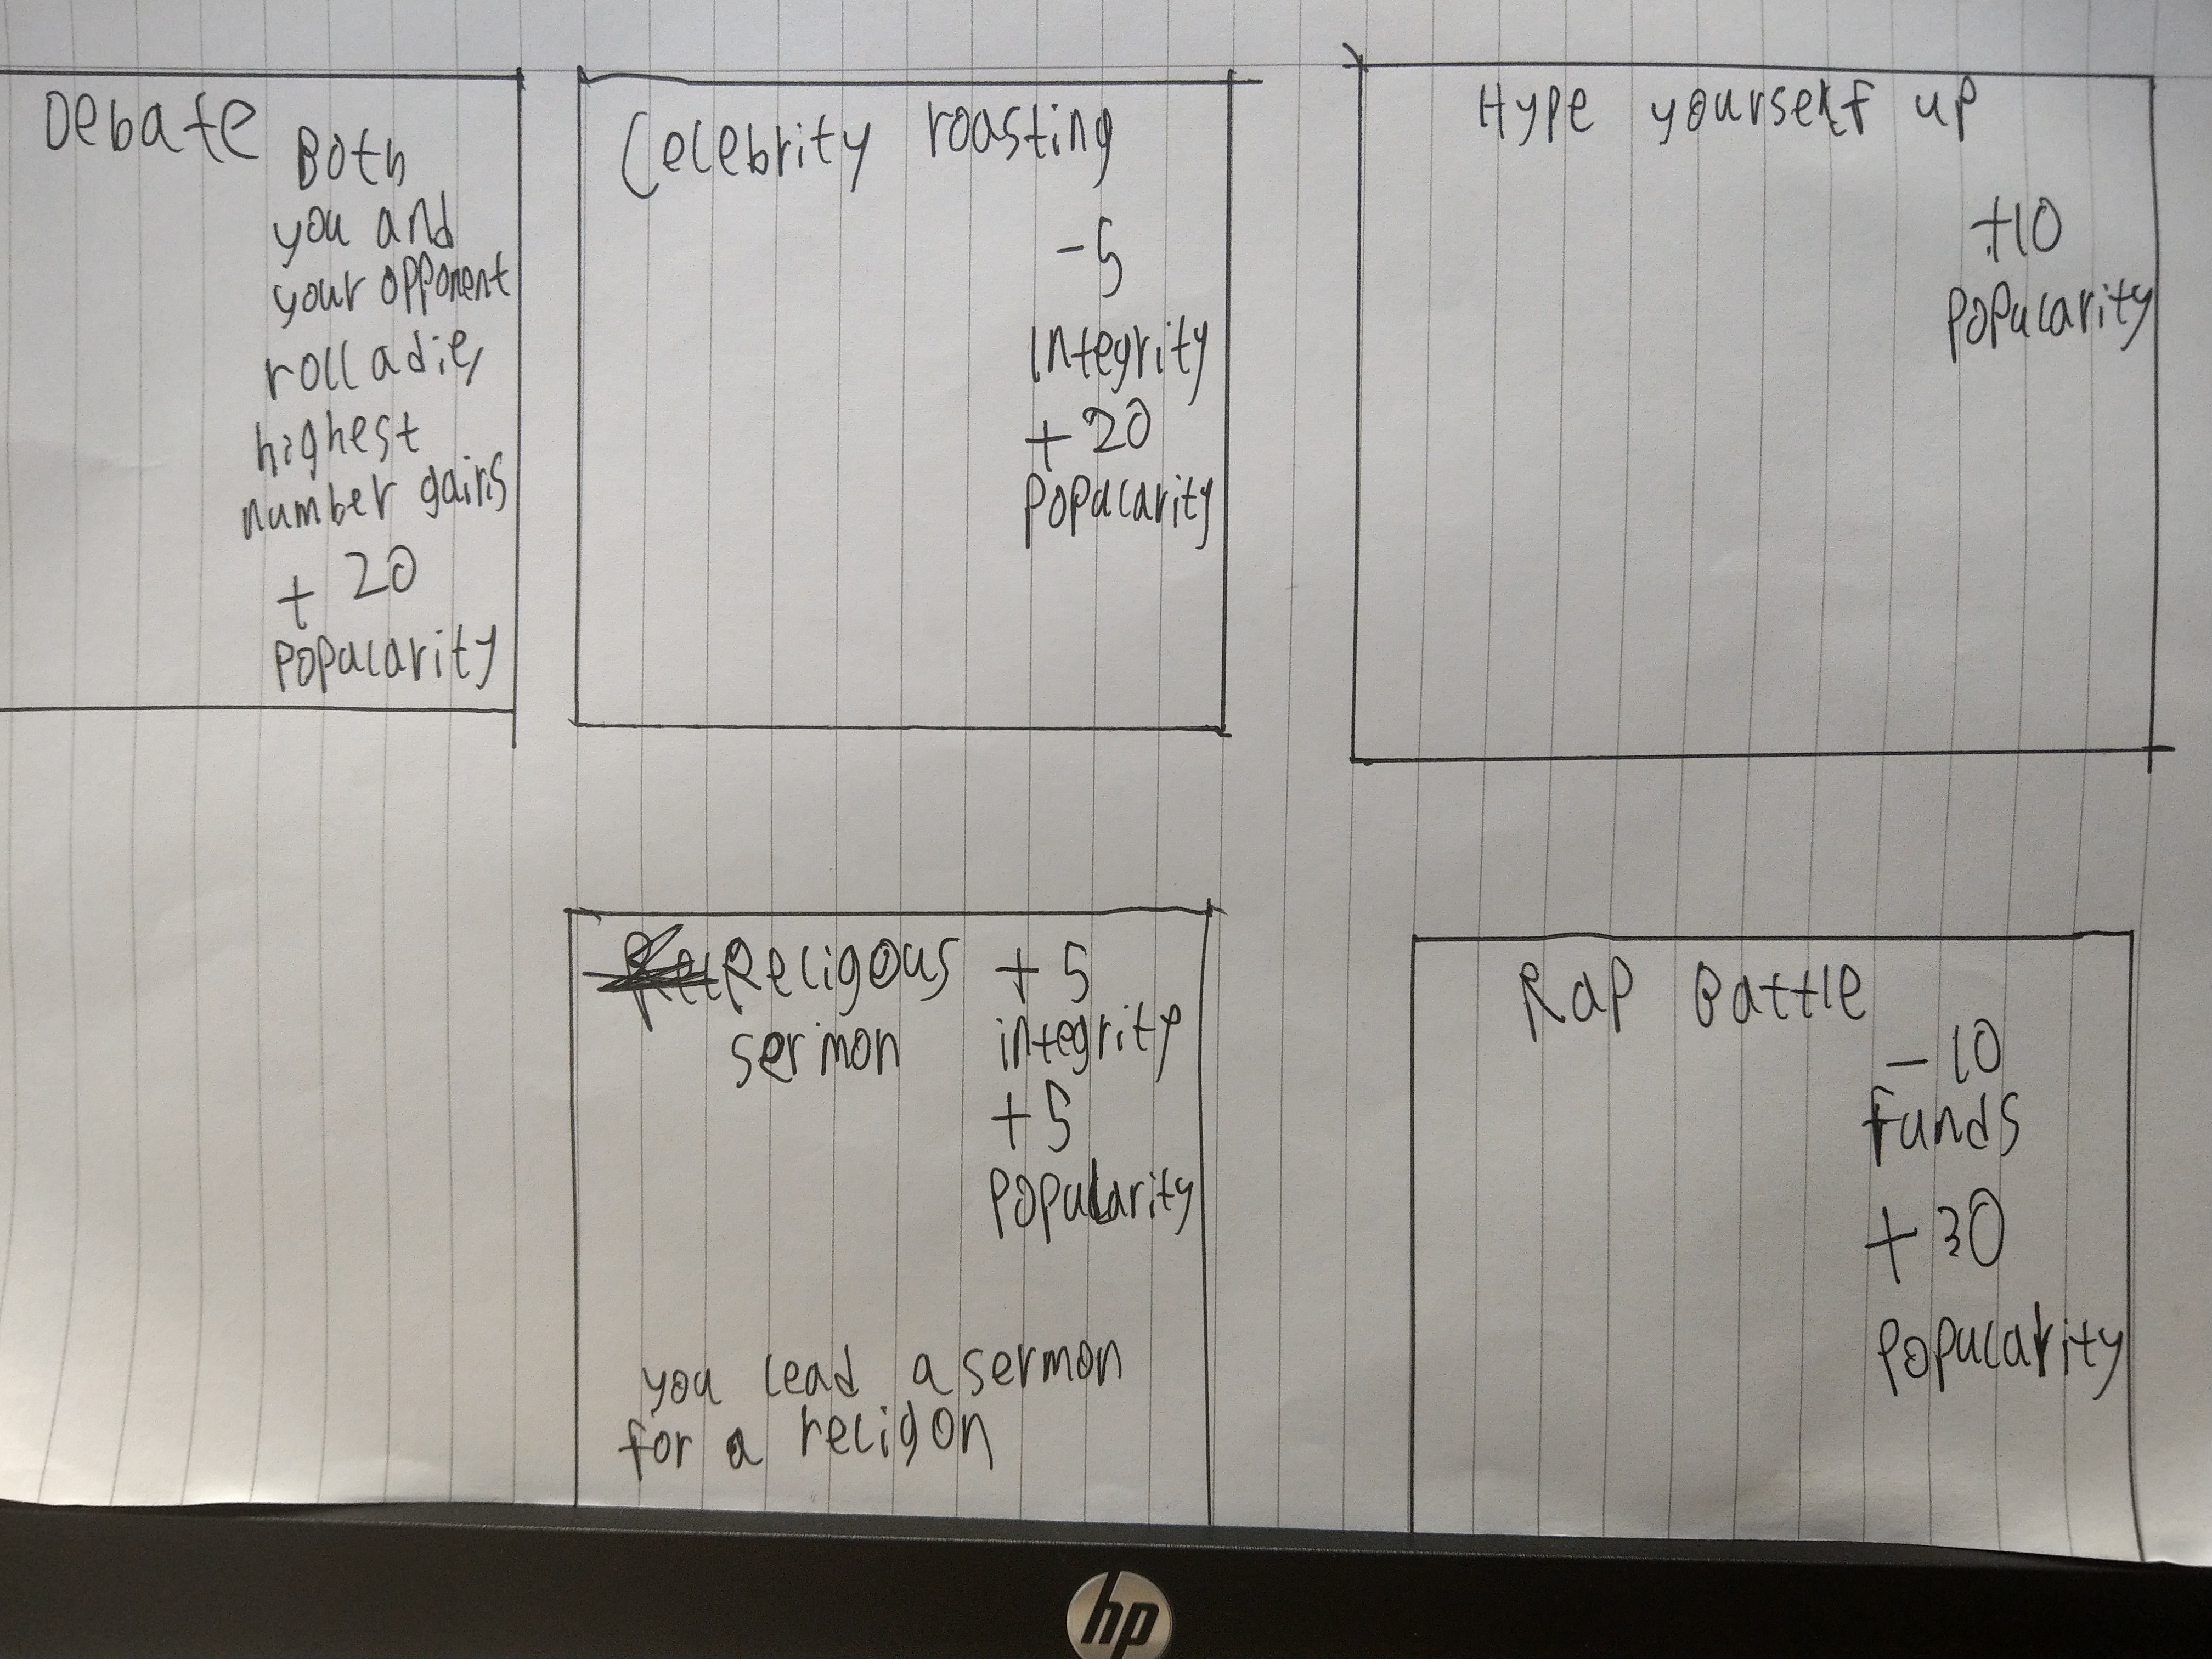 Debate
Both
you and
your opponent
roll a die,
highest
number gains
+ 20
popularity
Celebrity roasting
-5
integrity
+ 20
popularity
Hype yourself up
+10
popularity
Religous
sermon
+ 5
integrity
+ 5
popularity
you lead a sermon
for a religon
Rap Battle
- 10
funds
+ 30
popularity
hp